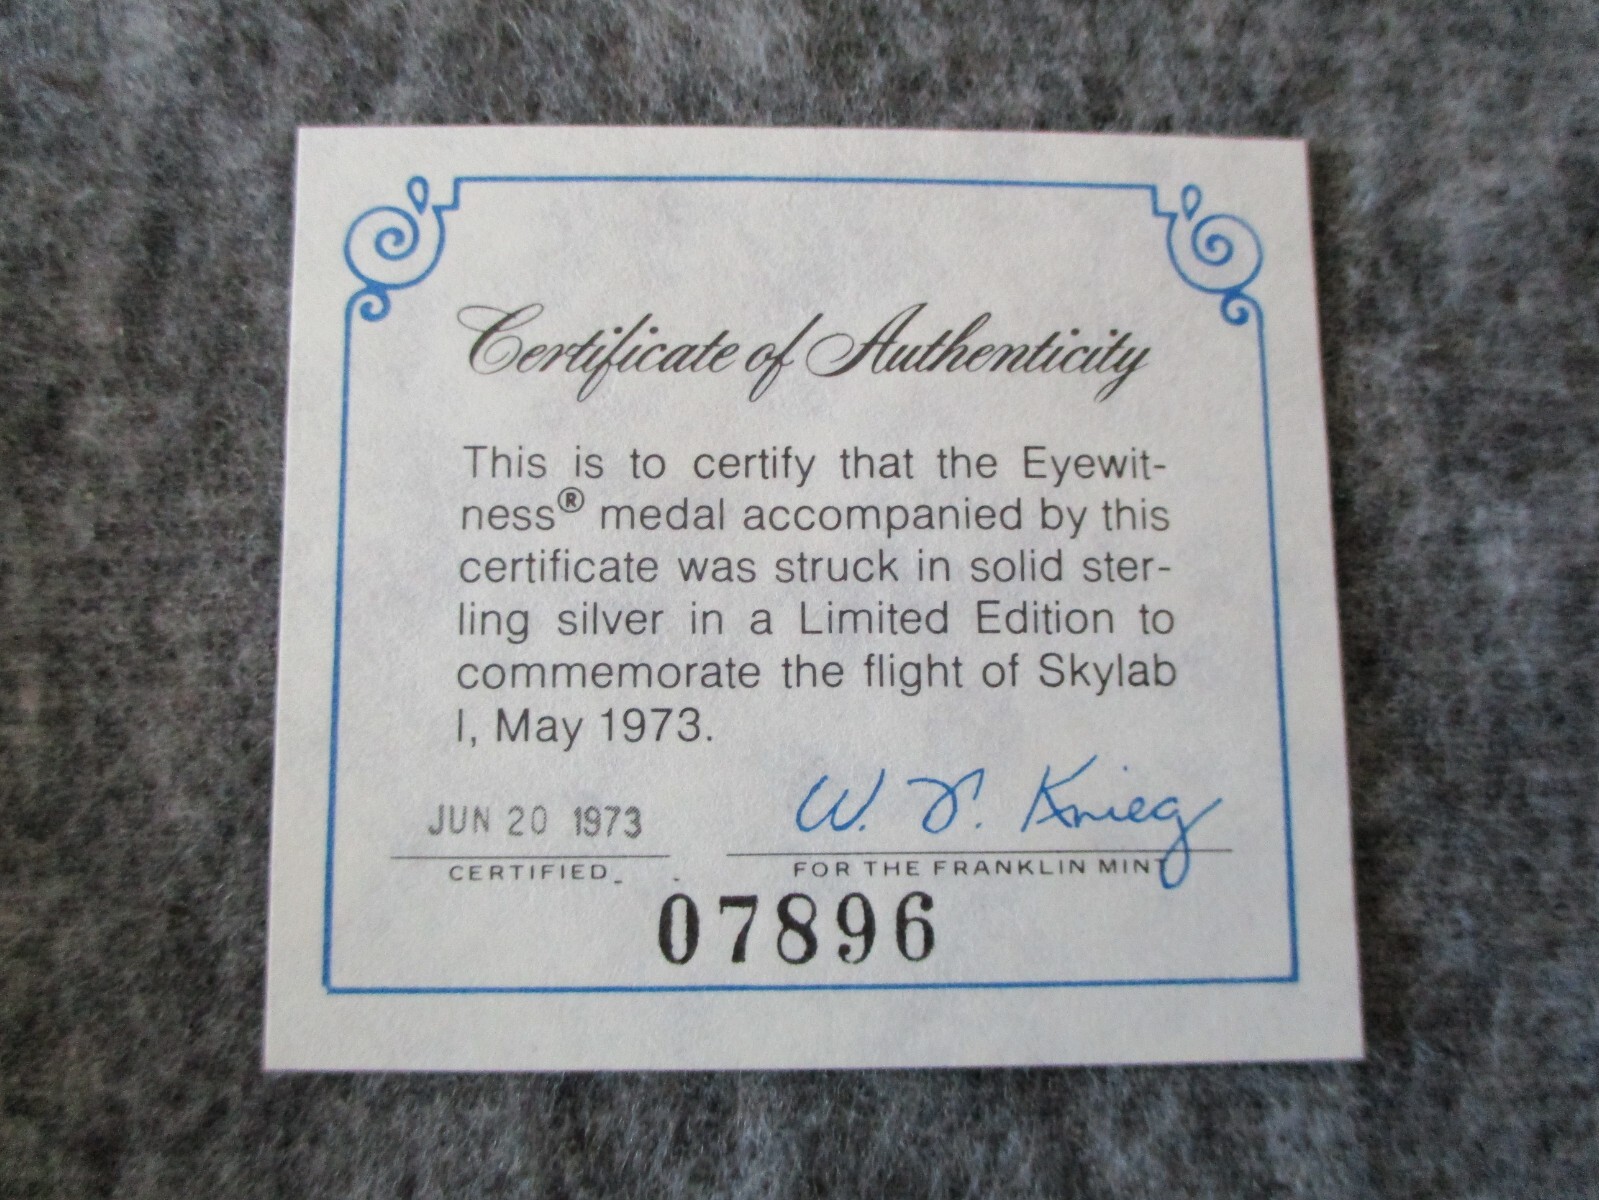 Certificate of Authenticity
This is to certify that the Eyewit-
ness® medal accompanied by this
certificate was struck in solid ster-
ling silver in a Limited Edition to
commemorate the flight of Skylab
I, May 1973.
JUN 20 1973
CERTIFIED
W. Krieg
FOR THE FRANKLIN MINT
07896